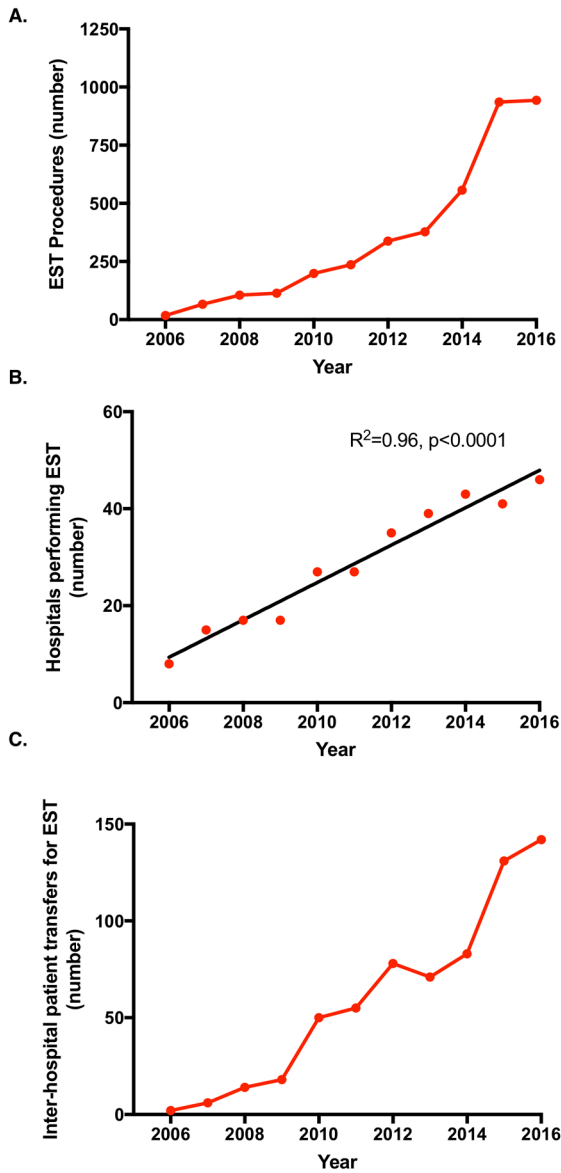 A.
EST Procedures (number)
1250
1000
750
500
250
0
2006 2008 2010 2012 2014 2016
Year
B.
Hospitals performing EST
(number)
60
40
20
0
R²=0.96, p<0.0001
2006 2008 2010 2012 2014 2016
Year
C.
Inter-hospital patient transfers for EST
(number)
150
100
50
0
2006 2008 2010 2012 2014 2016
Year